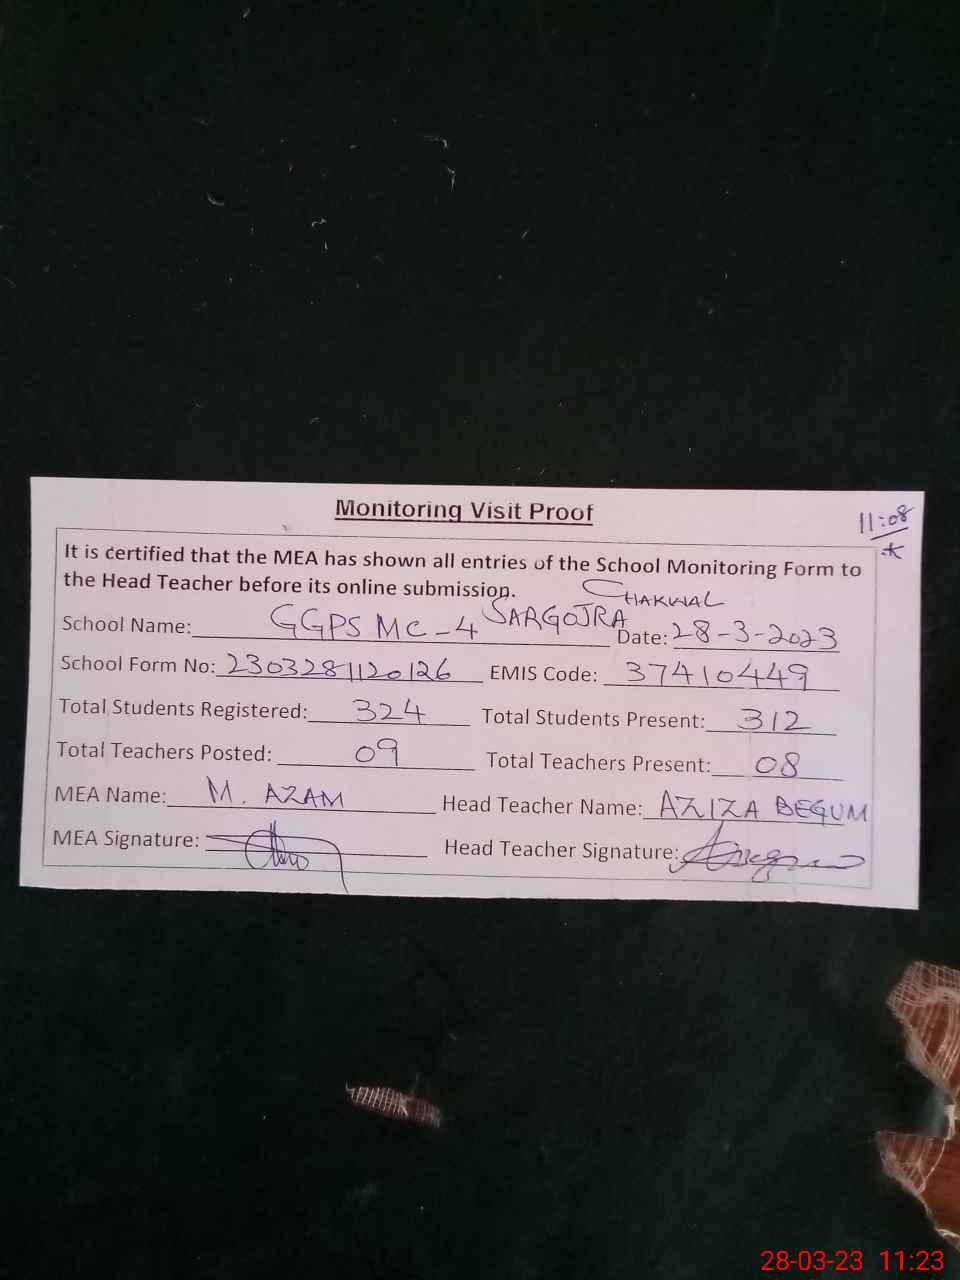 Monitoring Visit Proof
11:08
It is certified that the MEA has shown all entries of the School Monitoring Form to
the Head Teacher before its online submission.
CHAKWAL
School Name: GGPS MC-4 SARGOJRA Date: 28-3-2023
School Form No: 2303281120126 EMIS Code: 37410449
Total Students Registered: 324 Total Students Present: 312
Total Teachers Posted: 09 Total Teachers Present: 08
MEA Name: M. AZAM Head Teacher Name: AZIZA BEGUM
MEA Signature: Head Teacher Signature:
28-03-23 11:23